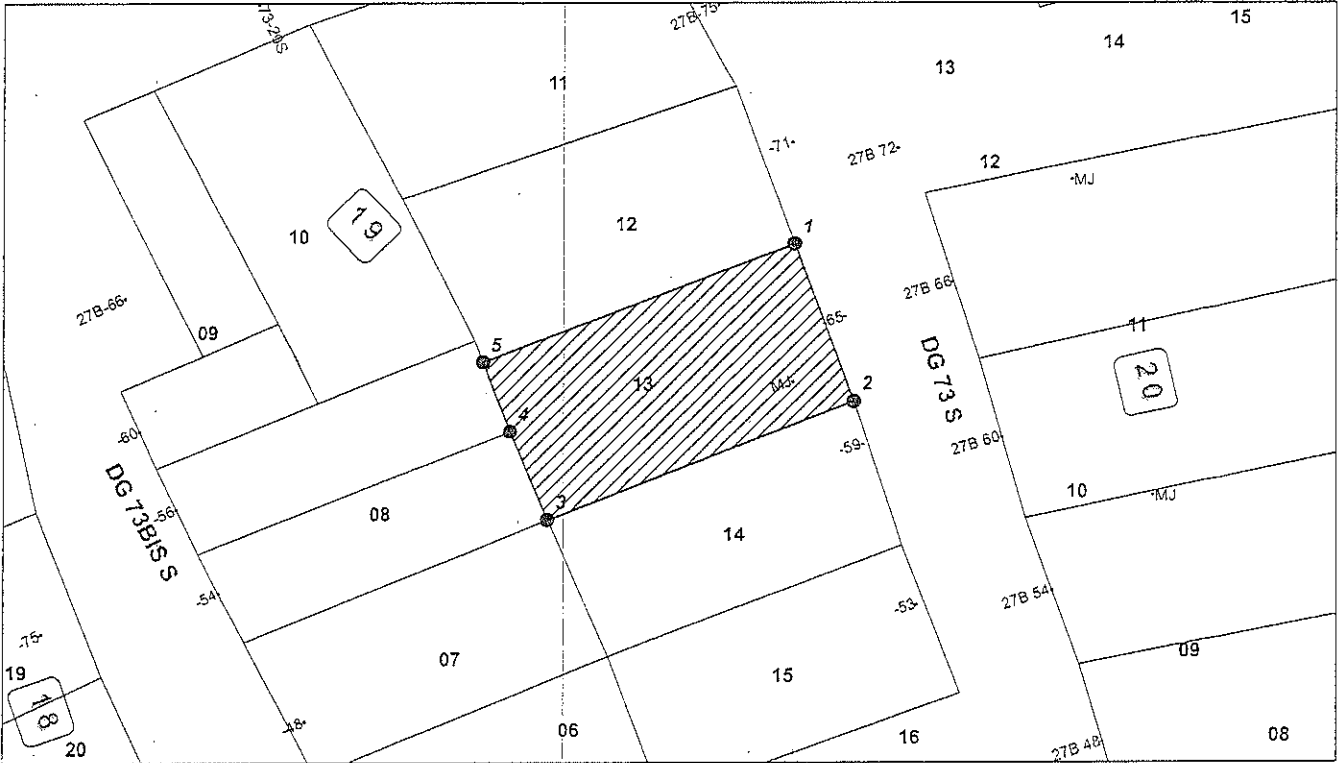 73-29S
27B-75-
15
14
13
11
-71-
27B 72-
12
MJ
19
10
12
1
27B-66-
27B 66-
65-
09
5
DG 73 S
11
20
13
MJ-
2
4
-60-
-59-
27B 60-
DG 73BIS S
-56-
08
3
10
MJ
14
-54-
27B 54-
-53-
-75-
19
07
15
09
18
-48-
20
06
16
27B 48-
08